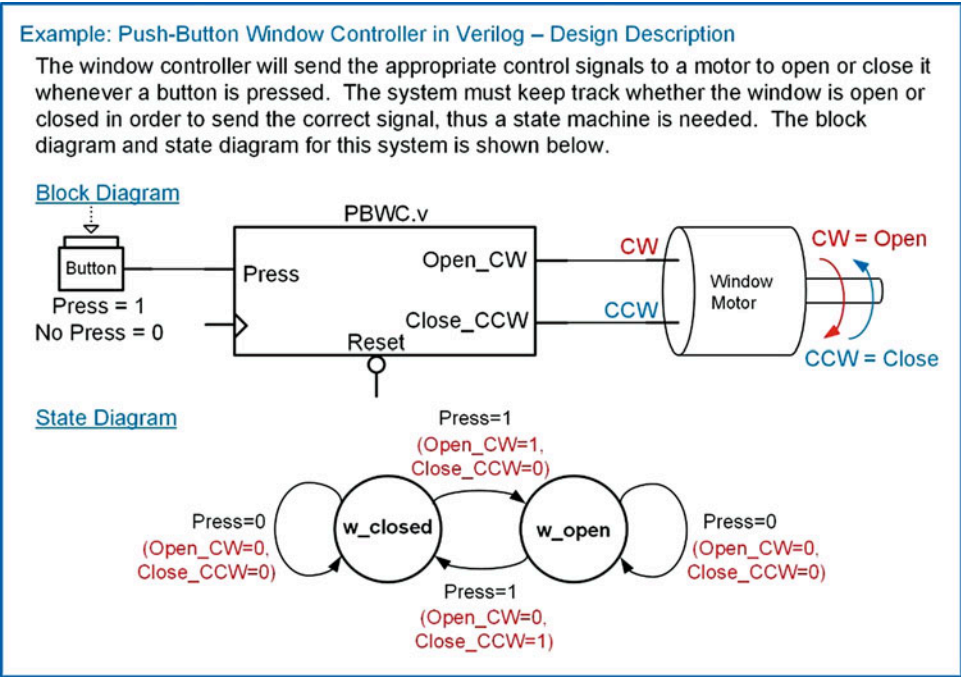 Example: Push-Button Window Controller in Verilog – Design Description
The window controller will send the appropriate control signals to a motor to open or close it
whenever a button is pressed.  The system must keep track whether the window is open or
closed in order to send the correct signal, thus a state machine is needed.  The block
diagram and state diagram for this system is shown below.
Block Diagram
PBWC.v
Button
Press = 1
No Press = 0
Press
Open_CW
Close_CCW
Reset
CW
CCW
Window
Motor
CW = Open
CCW = Close
State Diagram
Press=1
(Open_CW=1,
Close_CCW=0)
Press=0
(Open_CW=0,
Close_CCW=0)
w_closed
w_open
Press=0
(Open_CW=0,
Close_CCW=0)
Press=1
(Open_CW=0,
Close_CCW=1)